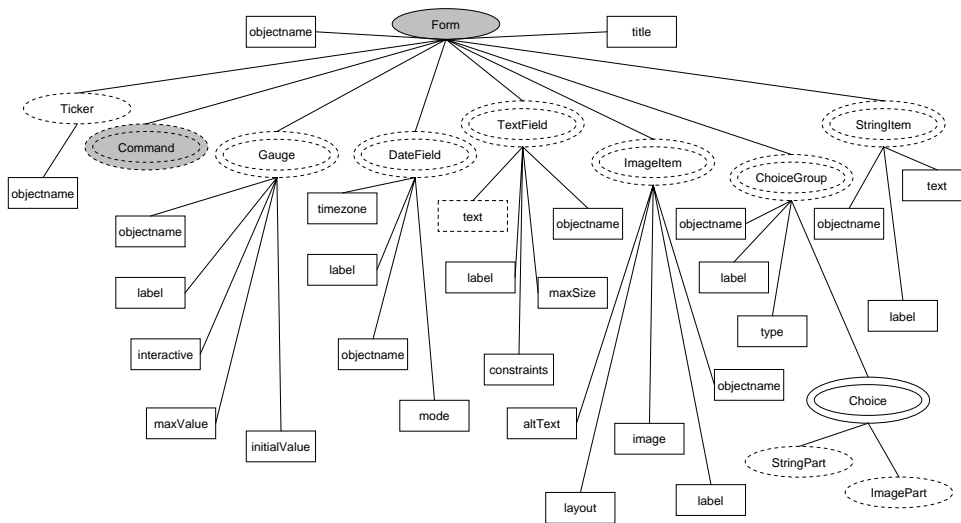 Form
objectname
title
Ticker
Command
Gauge
DateField
TextField
ImageItem
ChoiceGroup
StringItem
objectname
objectname
label
interactive
maxValue
initialValue
timezone
label
objectname
mode
text
label
constraints
maxSize
objectname
altText
layout
image
label
objectname
objectname
label
type
Choice
StringPart
ImagePart
objectname
label
text